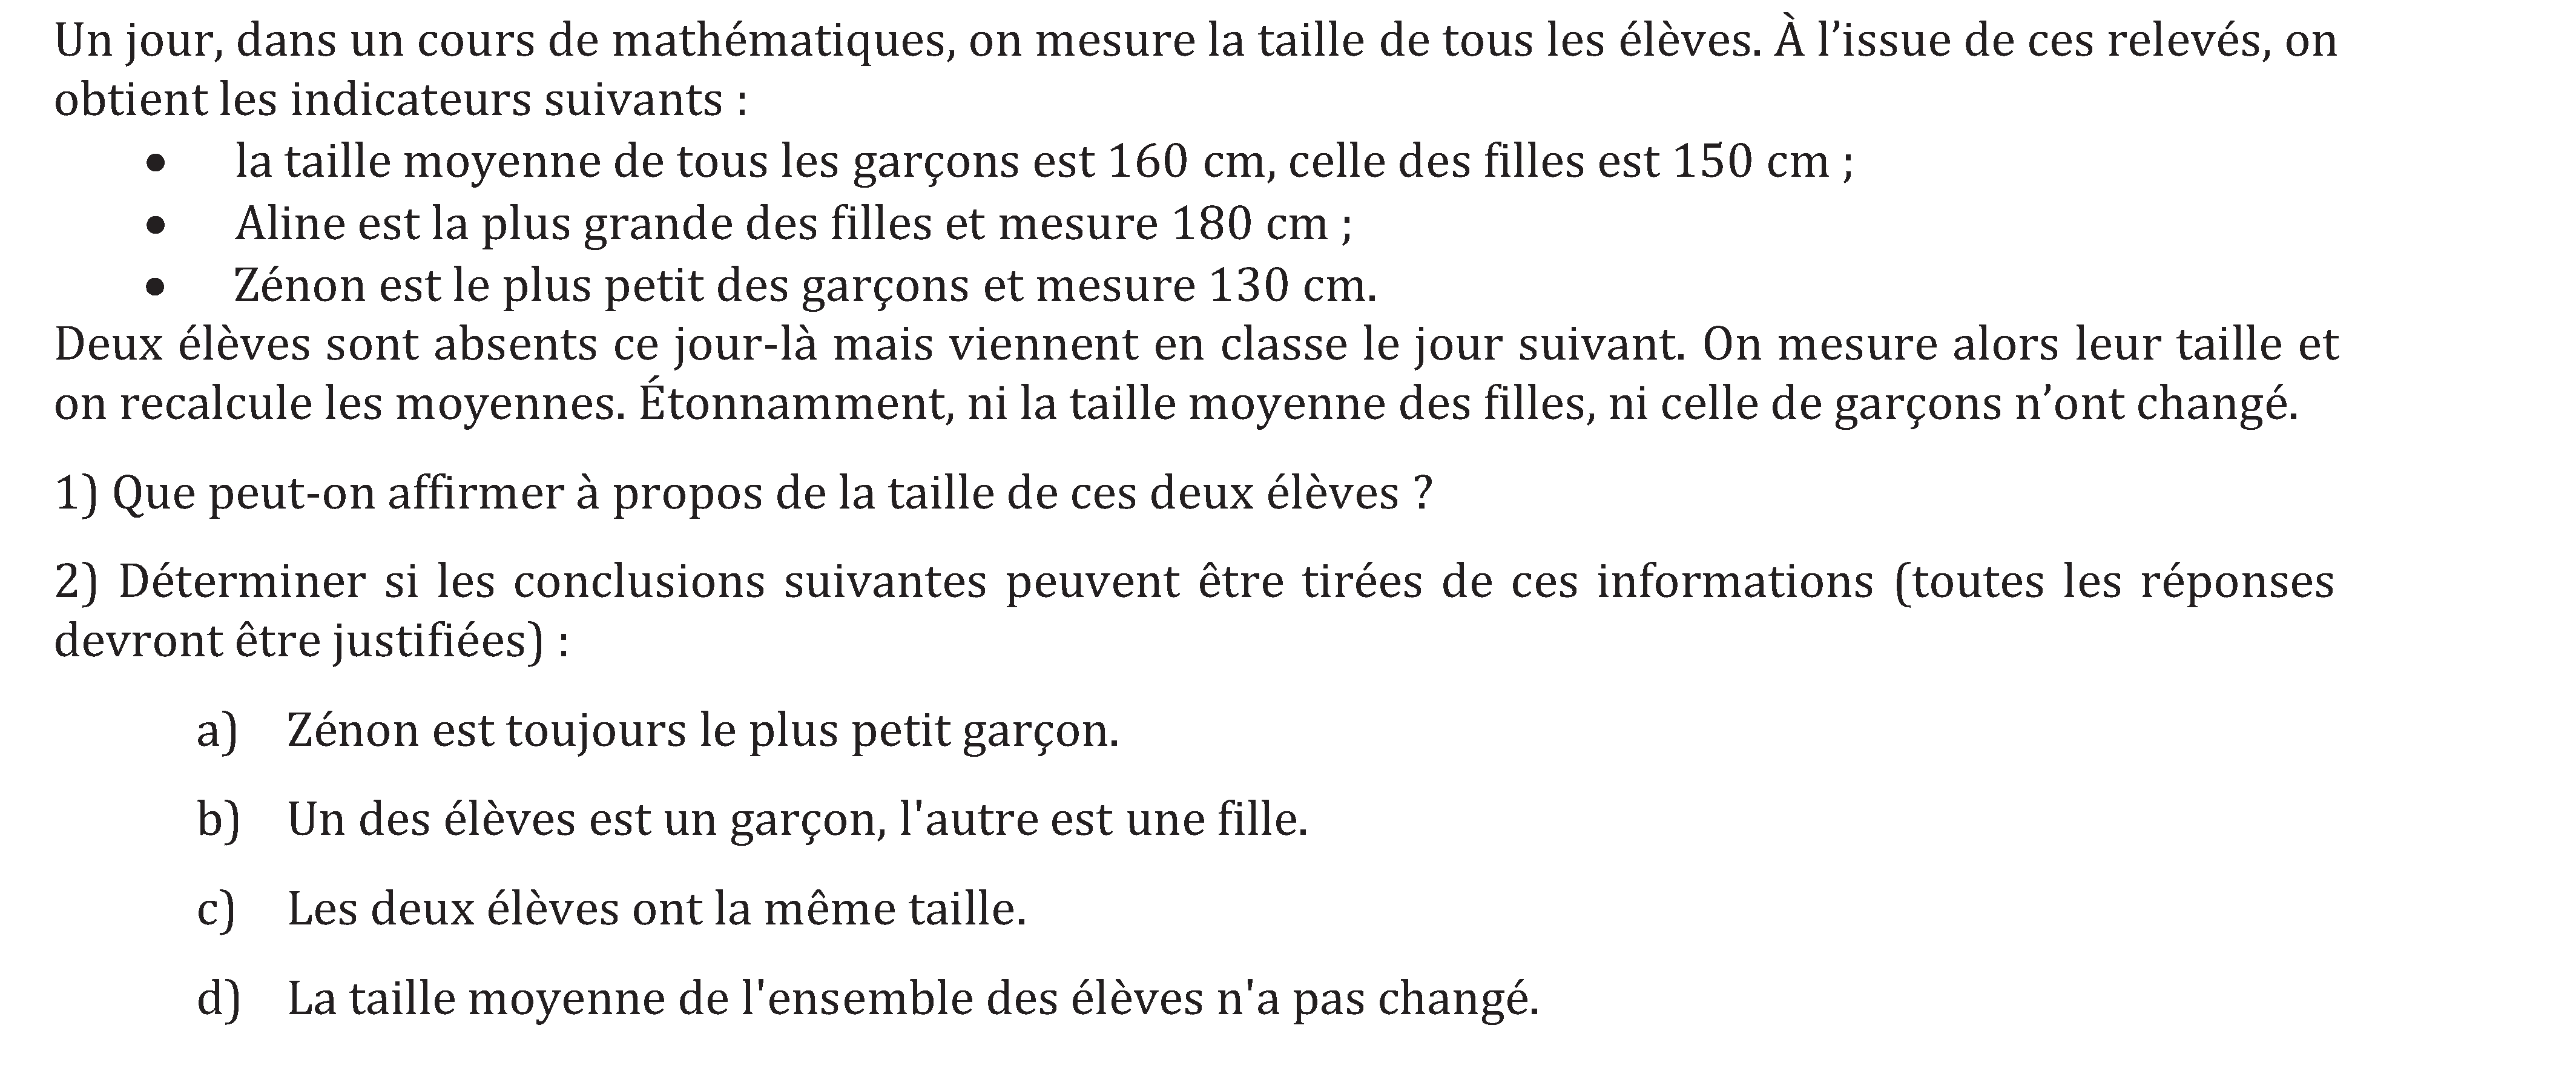 Un jour, dans un cours de mathématiques, on mesure la taille de tous les élèves. À l’issue de ces relevés, on
obtient les indicateurs suivants :
• la taille moyenne de tous les garçons est 160 cm, celle des filles est 150 cm ;
• Aline est la plus grande des filles et mesure 180 cm ;
• Zénon est le plus petit des garçons et mesure 130 cm.
Deux élèves sont absents ce jour-là mais viennent en classe le jour suivant. On mesure alors leur taille et
on recalcule les moyennes. Étonnamment, ni la taille moyenne des filles, ni celle de garçons n’ont changé.
1) Que peut-on affirmer à propos de la taille de ces deux élèves ?
2) Déterminer si les conclusions suivantes peuvent être tirées de ces informations (toutes les réponses
devront être justifiées) :
a) Zénon est toujours le plus petit garçon.
b) Un des élèves est un garçon, l'autre est une fille.
c) Les deux élèves ont la même taille.
d) La taille moyenne de l'ensemble des élèves n'a pas changé.